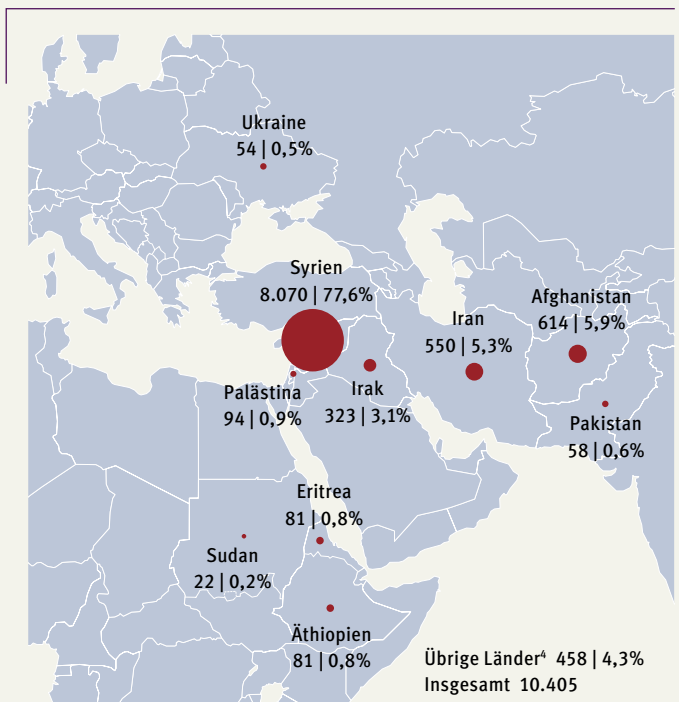 Ukraine
54 | 0,5%
Syrien
8.070 | 77,6%
Afghanistan
614 | 5,9%
Iran
550 | 5,3%
Palästina
94 | 0,9%
Irak
323 | 3,1%
Pakistan
58 | 0,6%
Eritrea
81 | 0,8%
Sudan
22 | 0,2%
Äthiopien
81 | 0,8%
Übrige Länder⁴ 458 | 4,3%
Insgesamt 10.405